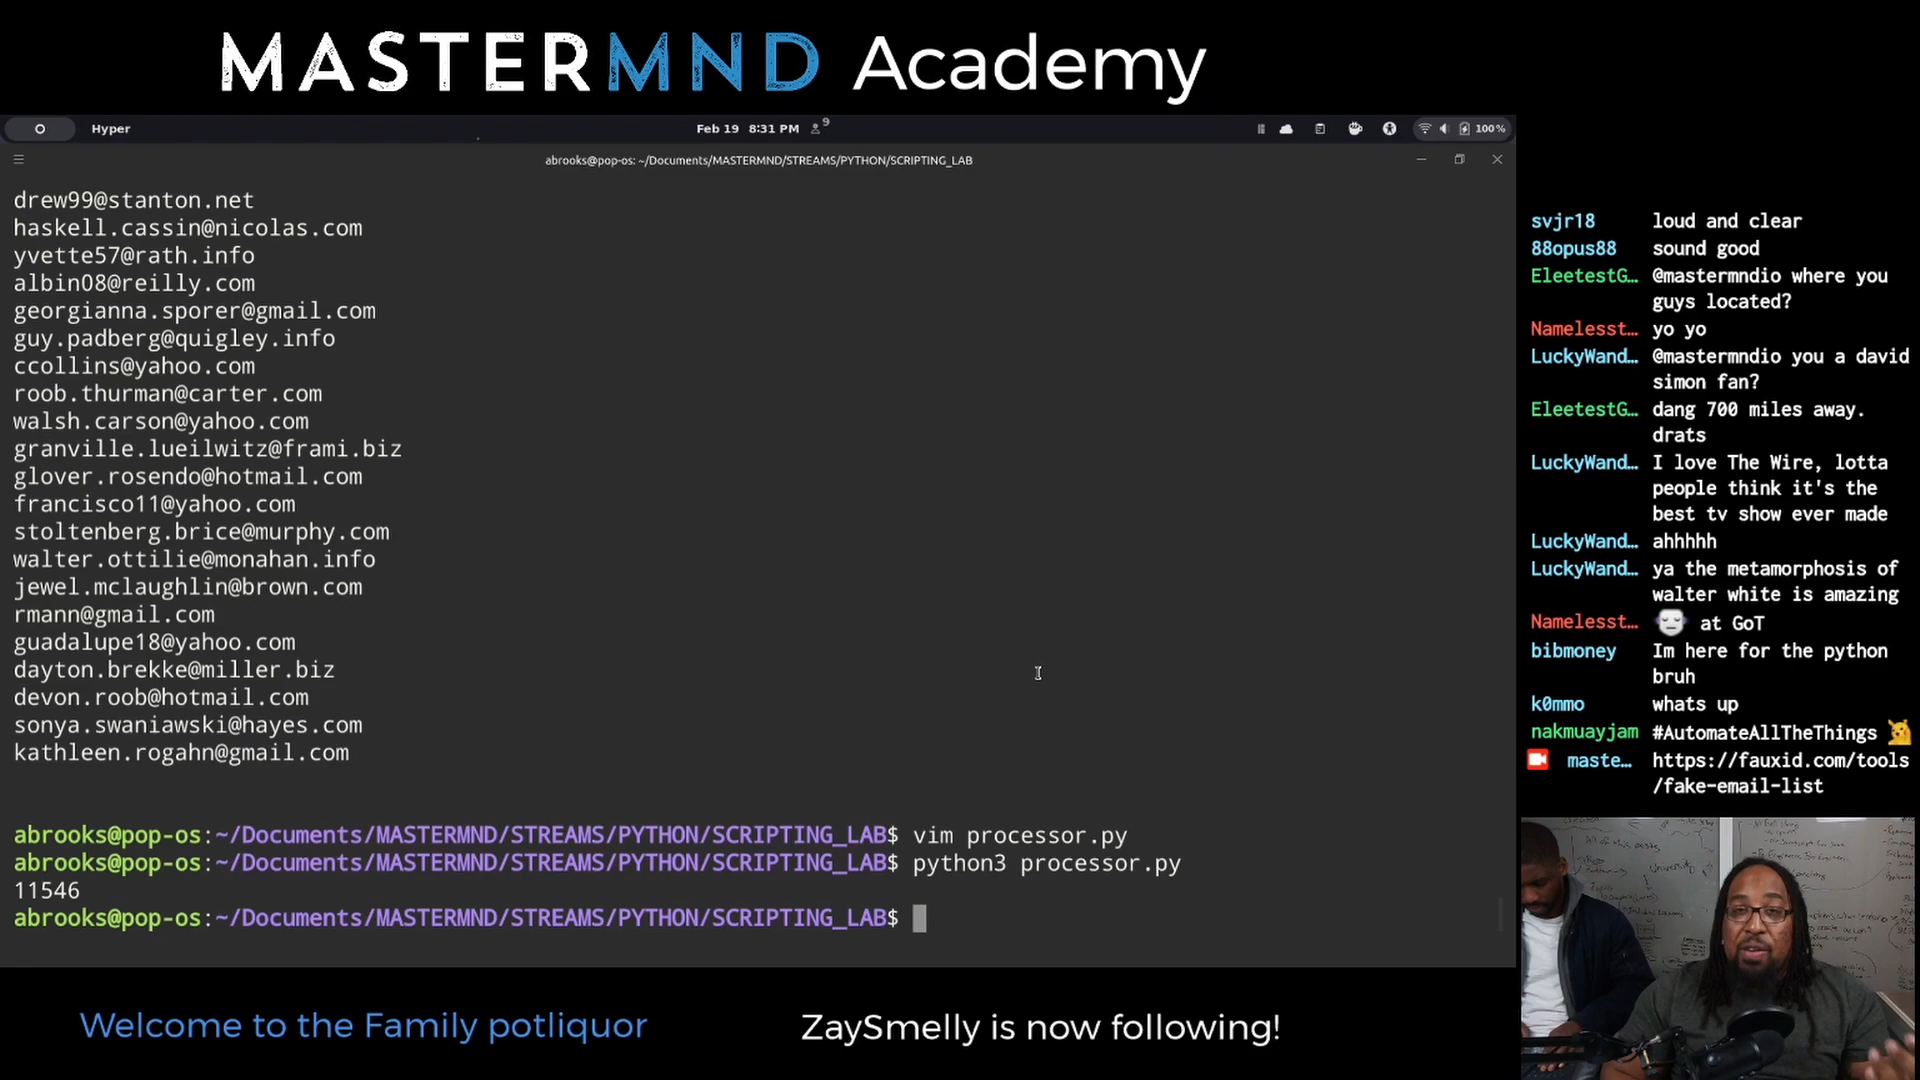 MASTERMND Academy
Hyper
Feb 19 8:31 PM
9
100%
abrooks@pop-os: ~/Documents/MASTERMND/STREAMS/PYTHON/SCRIPTING_LAB
drew99@stanton.net
haskell.cassin@nicolas.com
yvette57@rath.info
albin08@reilly.com
georgianna.sporer@gmail.com
guy.padberg@quigley.info
ccollins@yahoo.com
roob.thurman@carter.com
walsh.carson@yahoo.com
granville.lueilwitz@frami.biz
glover.rosendo@hotmail.com
francisco11@yahoo.com
stoltenberg.brice@murphy.com
walter.ottilie@monahan.info
jewel.mclaughlin@brown.com
rmann@gmail.com
guadalupe18@yahoo.com
dayton.brekke@miller.biz
devon.roob@hotmail.com
sonya.swaniawski@hayes.com
kathleen.rogahn@gmail.com
abrooks@pop-os:~/Documents/MASTERMND/STREAMS/PYTHON/SCRIPTING_LAB$ vim processor.py
abrooks@pop-os:~/Documents/MASTERMND/STREAMS/PYTHON/SCRIPTING_LAB$ python3 processor.py
11546
abrooks@pop-os:~/Documents/MASTERMND/STREAMS/PYTHON/SCRIPTING_LAB$
svjr18 loud and clear
88opus88 sound good
EleetestG… @mastermndio where you
guys located?
Namelesst… yo yo
LuckyWand… @mastermndio you a david
simon fan?
EleetestG… dang 700 miles away.
drats
LuckyWand… I love The Wire, lotta
people think it's the
best tv show ever made
LuckyWand… ahhhhh
LuckyWand… ya the metamorphosis of
walter white is amazing
Namelesst… at GoT
bibmoney Im here for the python
bruh
k0mmo whats up
nakmuayjam #AutomateAllTheThings
maste… https://fauxid.com/tools
/fake-email-list
Welcome to the Family potliquor
ZaySmelly is now following!